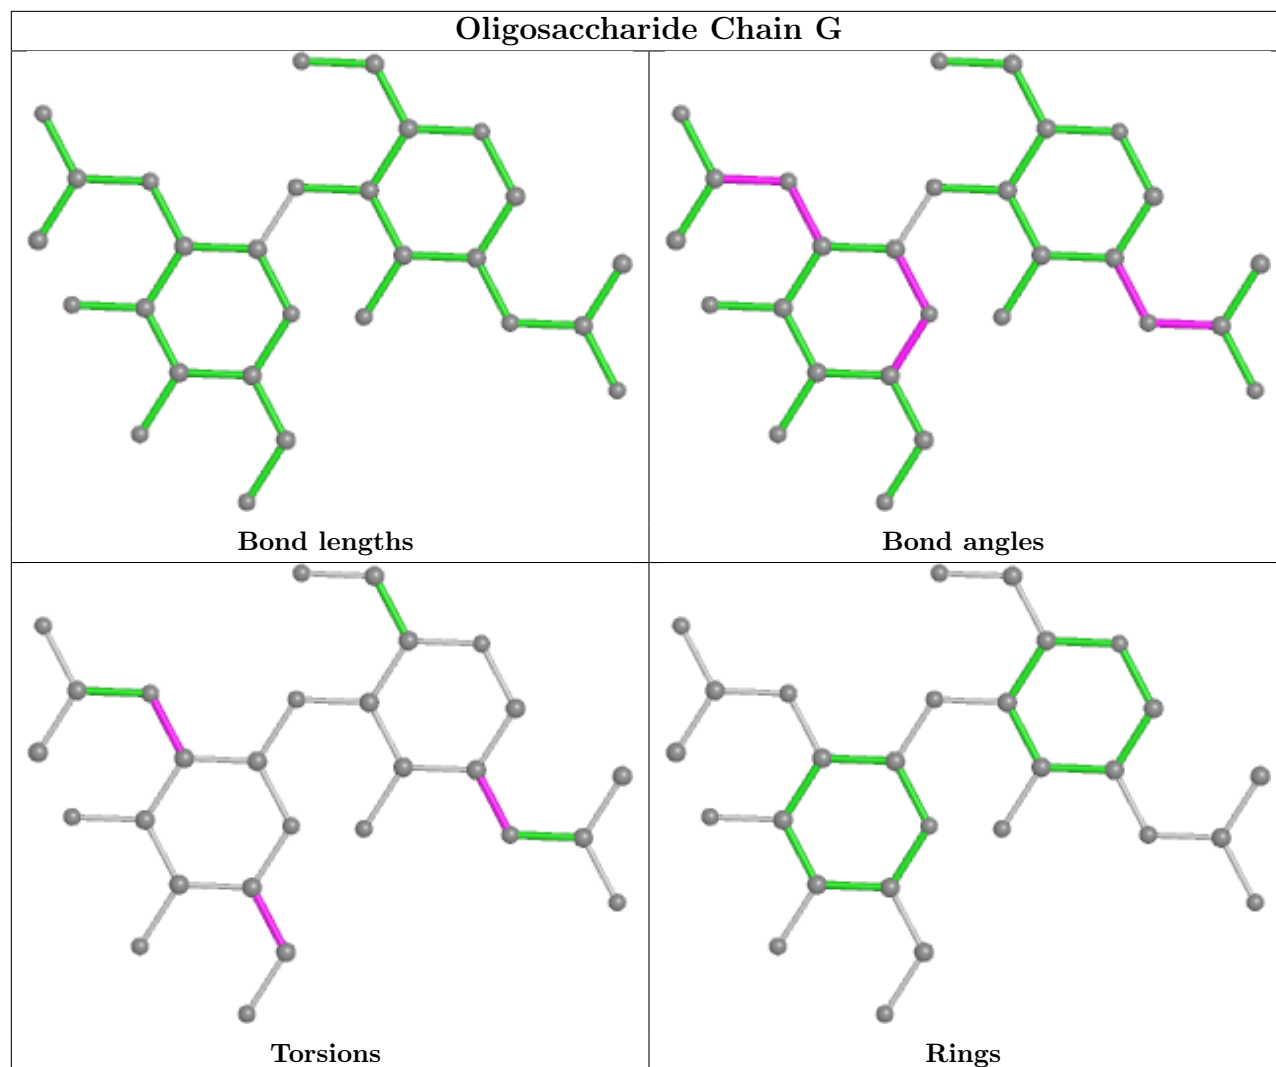 Oligosaccharide Chain G
Bond lengths
Bond angles
Torsions
Rings